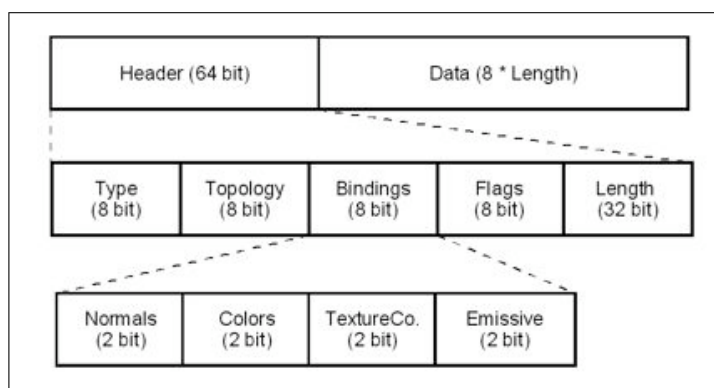 Header (64 bit)
Data (8 * Length)
Type
(8 bit)
Topology
(8 bit)
Bindings
(8 bit)
Flags
(8 bit)
Length
(32 bit)
Normals
(2 bit)
Colors
(2 bit)
TextureCo.
(2 bit)
Emissive
(2 bit)